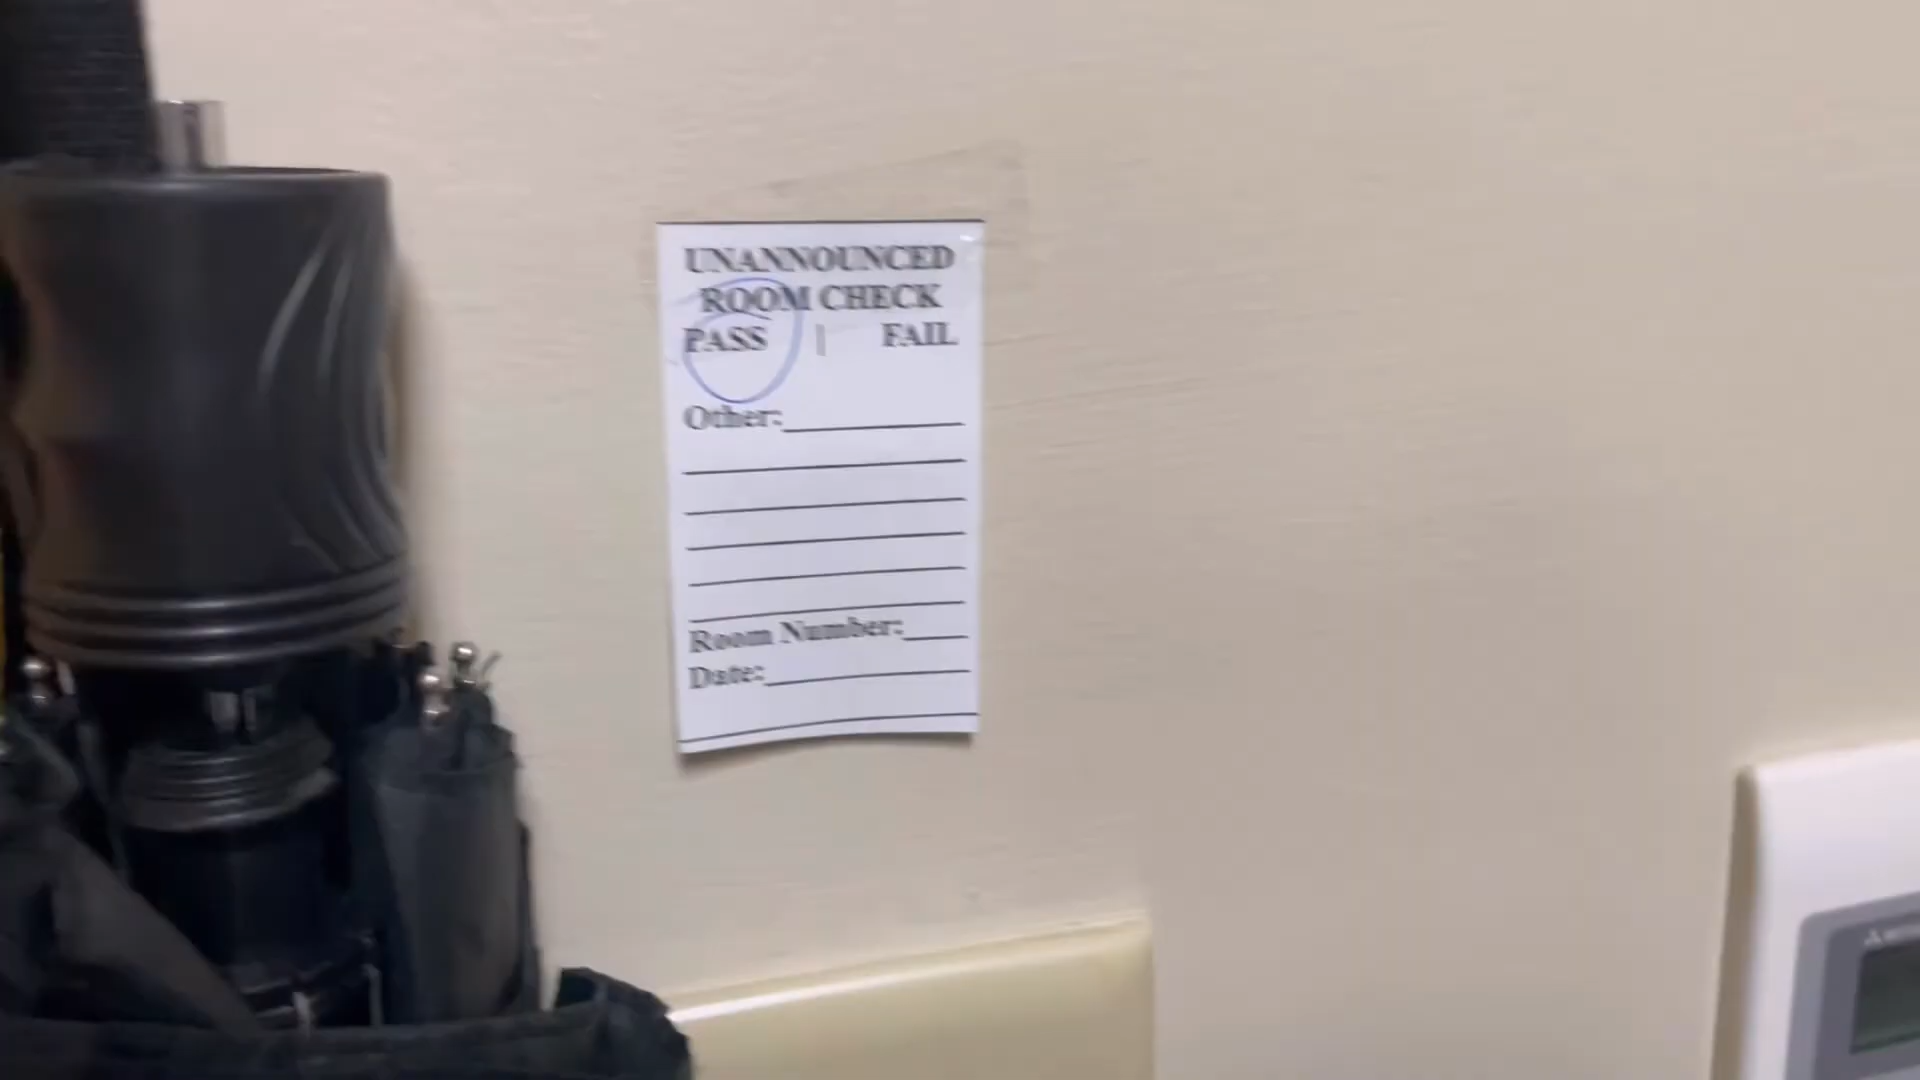 UNANNOUNCED
ROOM CHECK
PASS | FAIL
Other:
Room Number:
Date: